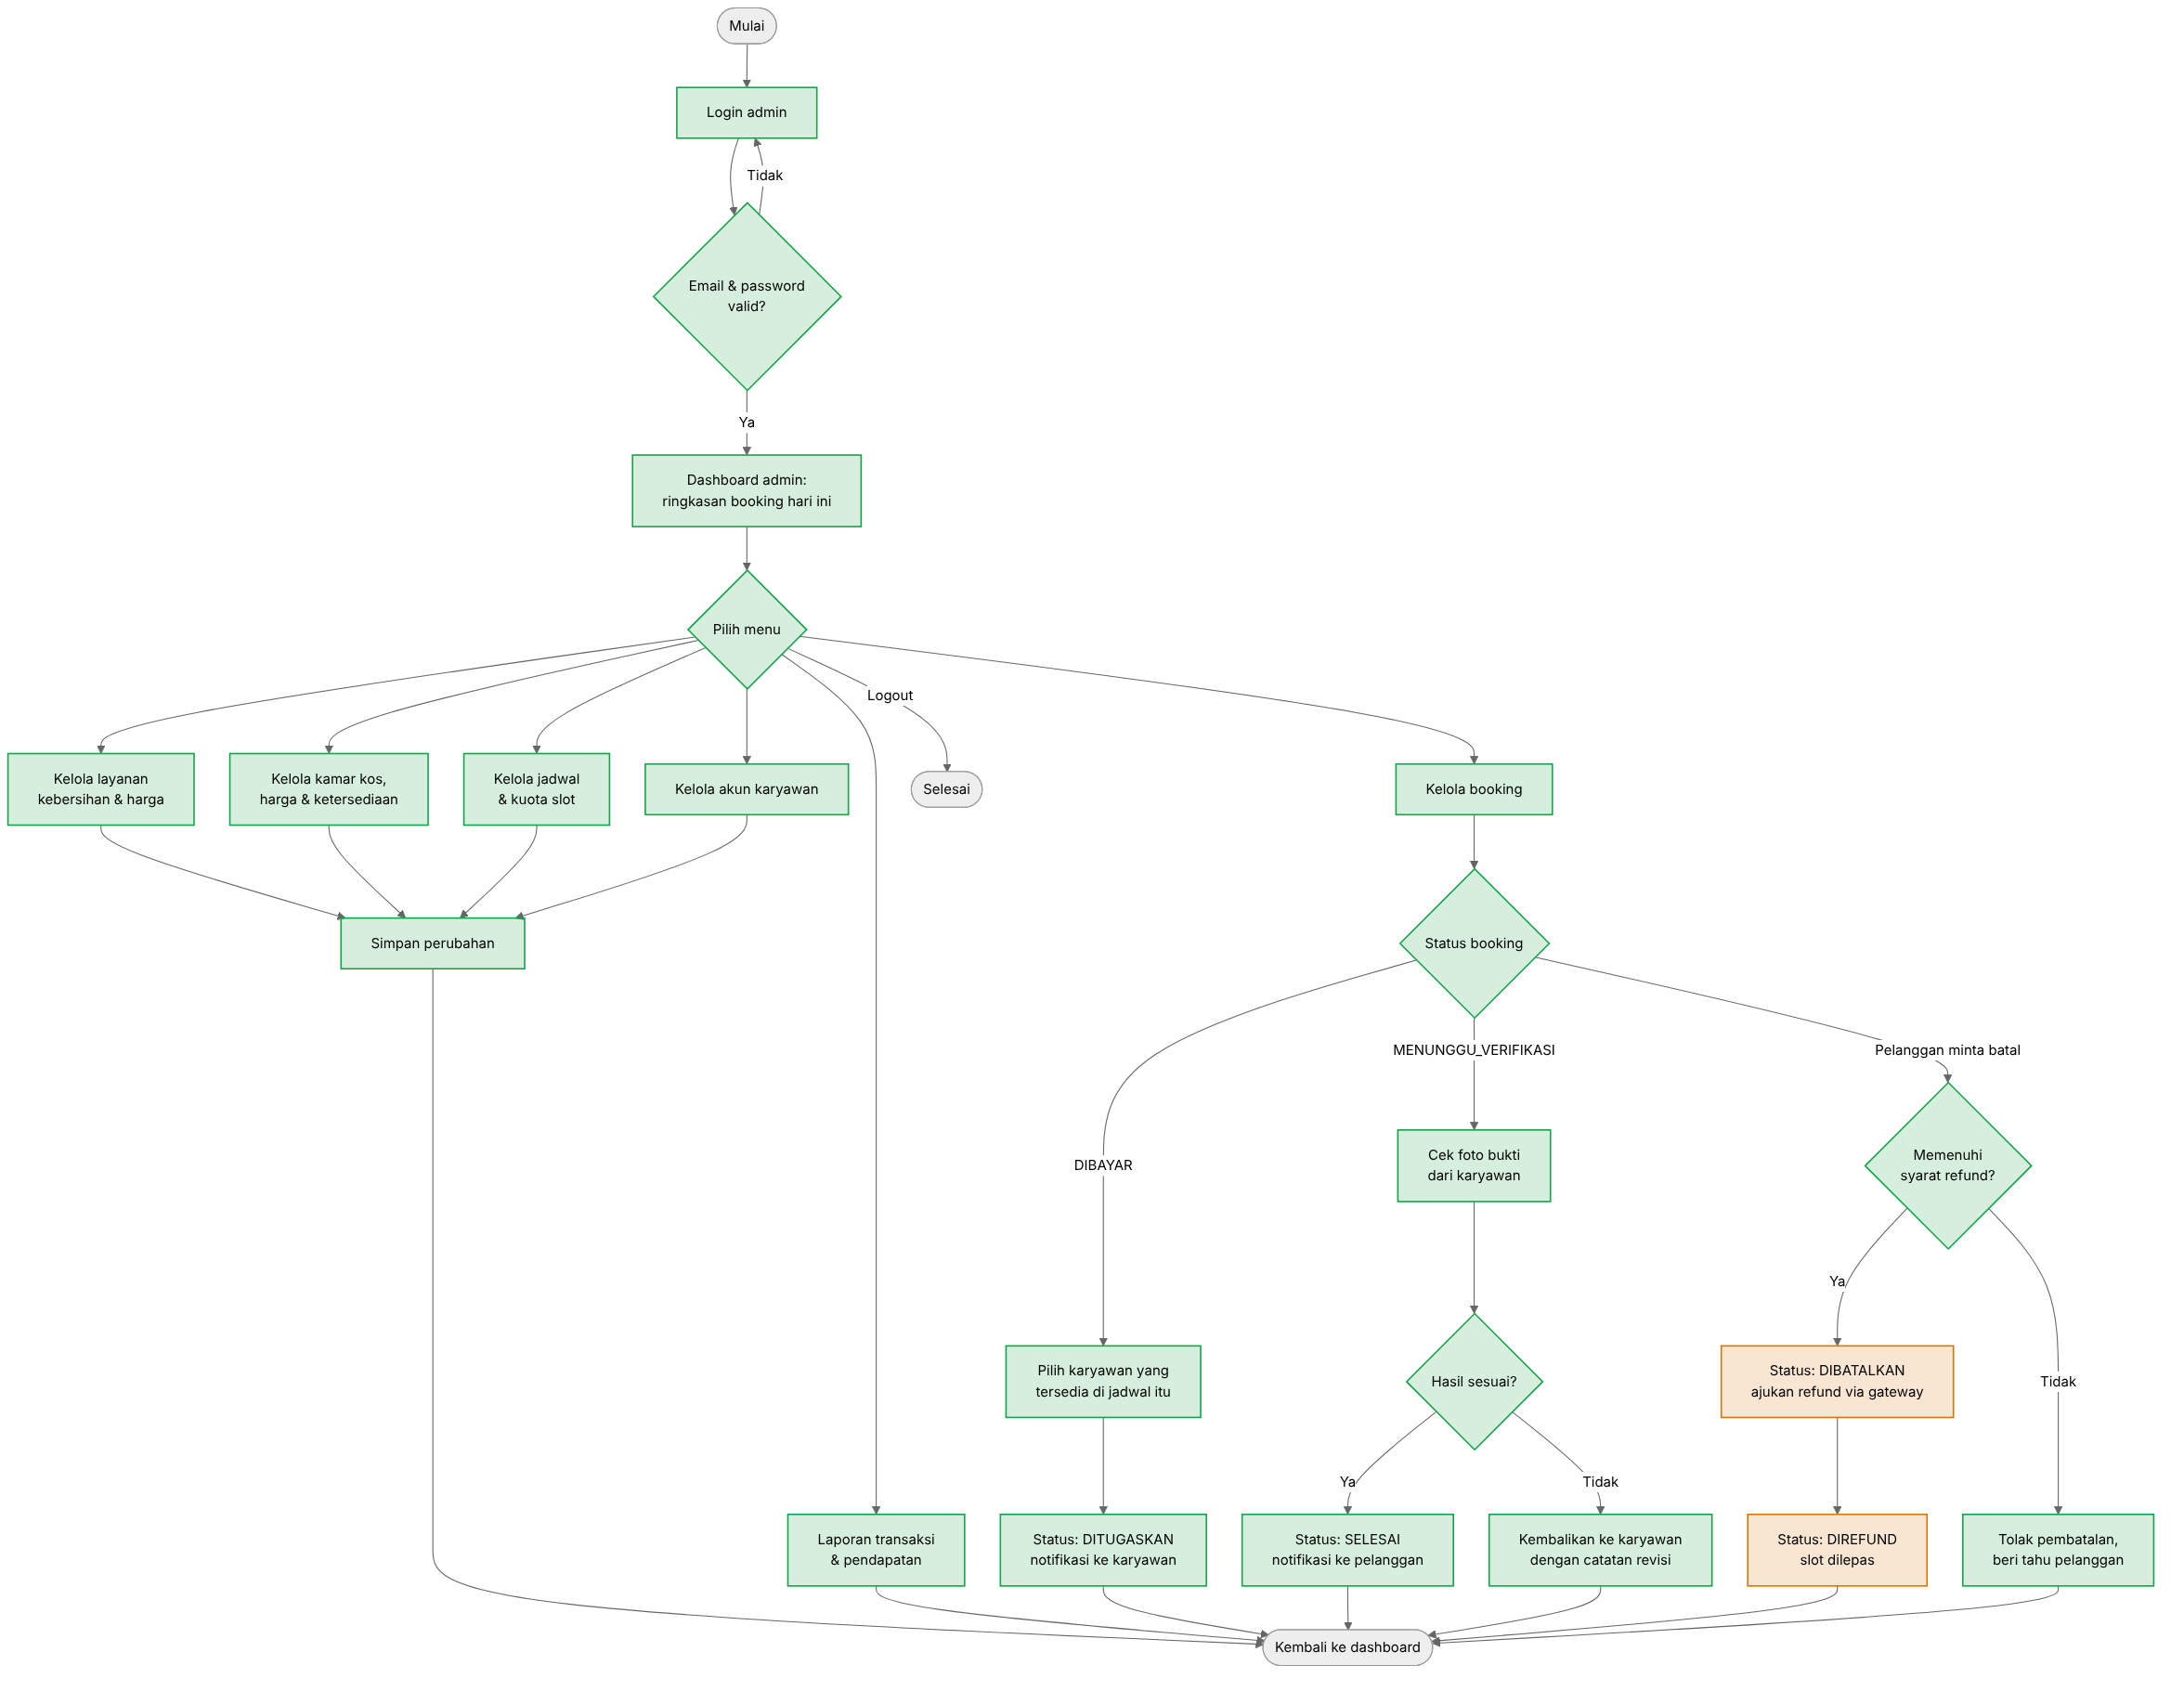 Mulai
Login admin
Tidak
Email & password
valid?
Ya
Dashboard admin:
ringkasan booking hari ini
Pilih menu
Logout
Kelola layanan
kebersihan & harga
Kelola kamar kos,
harga & ketersediaan
Kelola jadwal
& kuota slot
Kelola akun karyawan
Selesai
Kelola booking
Simpan perubahan
Status booking
MENUNGGU_VERIFIKASI
Pelanggan minta batal
DIBAYAR
Cek foto bukti
dari karyawan
Memenuhi
syarat refund?
Ya
Pilih karyawan yang
tersedia di jadwal itu
Hasil sesuai?
Status: DIBATALKAN
ajukan refund via gateway
Tidak
Ya
Tidak
Laporan transaksi
& pendapatan
Status: DITUGASKAN
notifikasi ke karyawan
Status: SELESAI
notifikasi ke pelanggan
Kembalikan ke karyawan
dengan catatan revisi
Status: DIREFUND
slot dilepas
Tolak pembatalan,
beri tahu pelanggan
Kembali ke dashboard